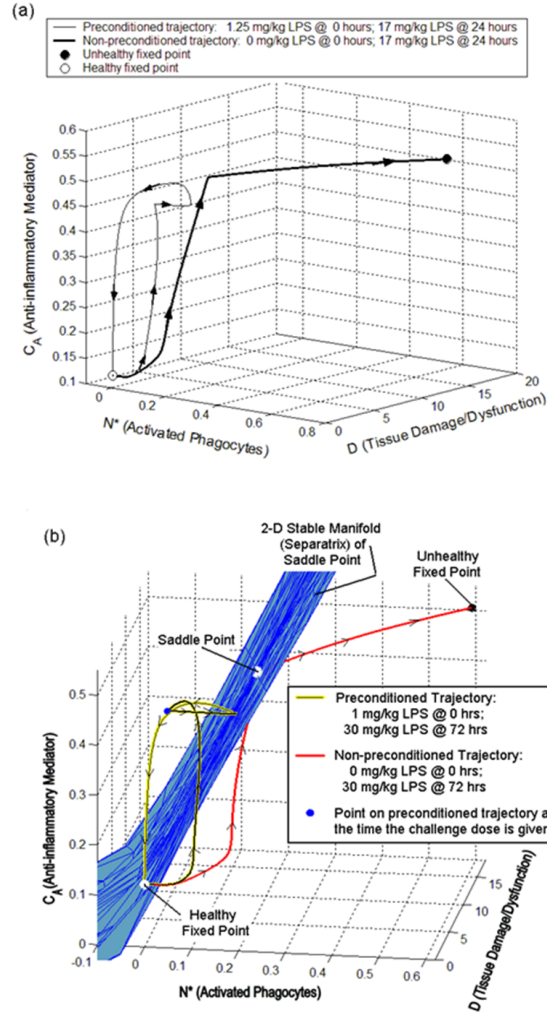 (a)
Preconditioned trajectory: 1.25 mg/kg LPS @ 0 hours; 17 mg/kg LPS @ 24 hours
Non-preconditioned trajectory: 0 mg/kg LPS @ 0 hours; 17 mg/kg LPS @ 24 hours
Unhealthy fixed point
Healthy fixed point
0.6
0.55
0.5
0.45
0.4
0.35
0.3
0.25
0.2
0.15
0.1
C_A (Anti-inflammatory Mediator)
0
0.2
0.4
0.6
0.8
N* (Activated Phagocytes)
0
5
10
15
20
D (Tissue Damage/Dysfunction)
(b)
2-D Stable Manifold
(Separatrix) of
Saddle Point
Unhealthy
Fixed Point
Saddle Point
Preconditioned Trajectory:
1 mg/kg LPS @ 0 hrs;
30 mg/kg LPS @ 72 hrs
Non-preconditioned Trajectory:
0 mg/kg LPS @ 0 hrs;
30 mg/kg LPS @ 72 hrs
Point on preconditioned trajectory a
the time the challenge dose is given
0.5
0.4
0.3
0.2
0.1
0
C_A (Anti-inflammatory Mediator)
Healthy
Fixed Point
-0.1
0
0.1
0.2
0.3
0.4
0.5
0.6
N* (Activated Phagocytes)
0
5
10
15
D (Tissue Damage/Dysfunction)